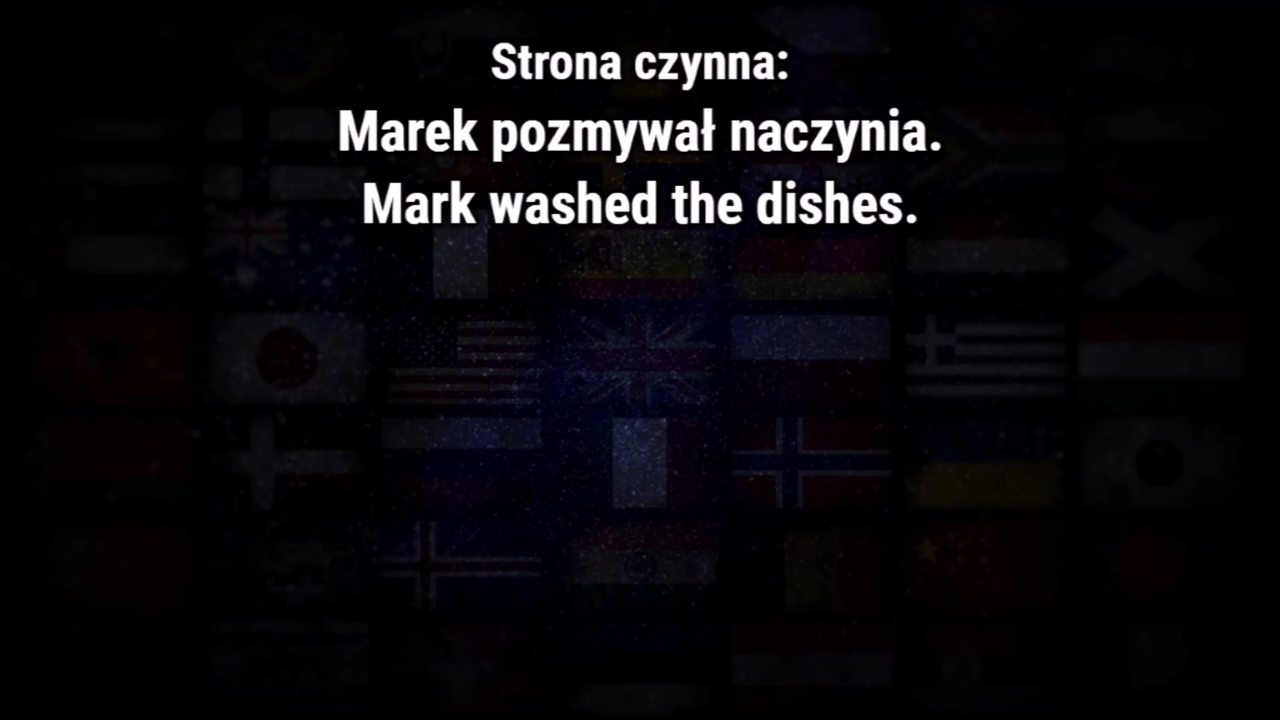 Strona czynna:
Marek pozmywał naczynia.
Mark washed the dishes.